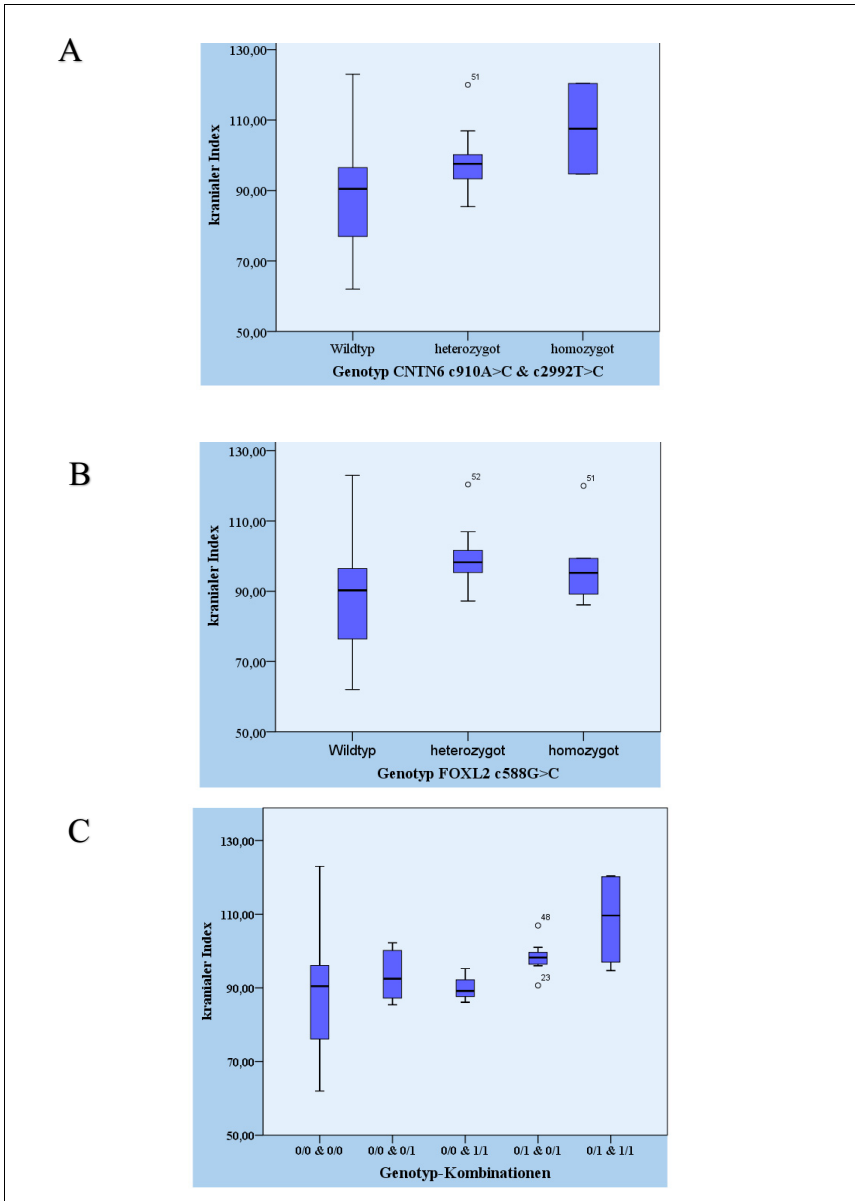 A
130,00
110,00
90,00
70,00
50,00
kranialer Index
51
Wildtyp heterozygot homozygot
Genotyp CNTN6 c910A>C & c2992T>C
B
130,00
110,00
90,00
70,00
50,00
kranialer Index
52
51
Wildtyp heterozygot homozygot
Genotyp FOXL2 c588G>C
C
130,00
110,00
90,00
70,00
50,00
kranialer Index
48
23
0/0 & 0/0 0/0 & 0/1 0/0 & 1/1 0/1 & 0/1 0/1 & 1/1
Genotyp-Kombinationen